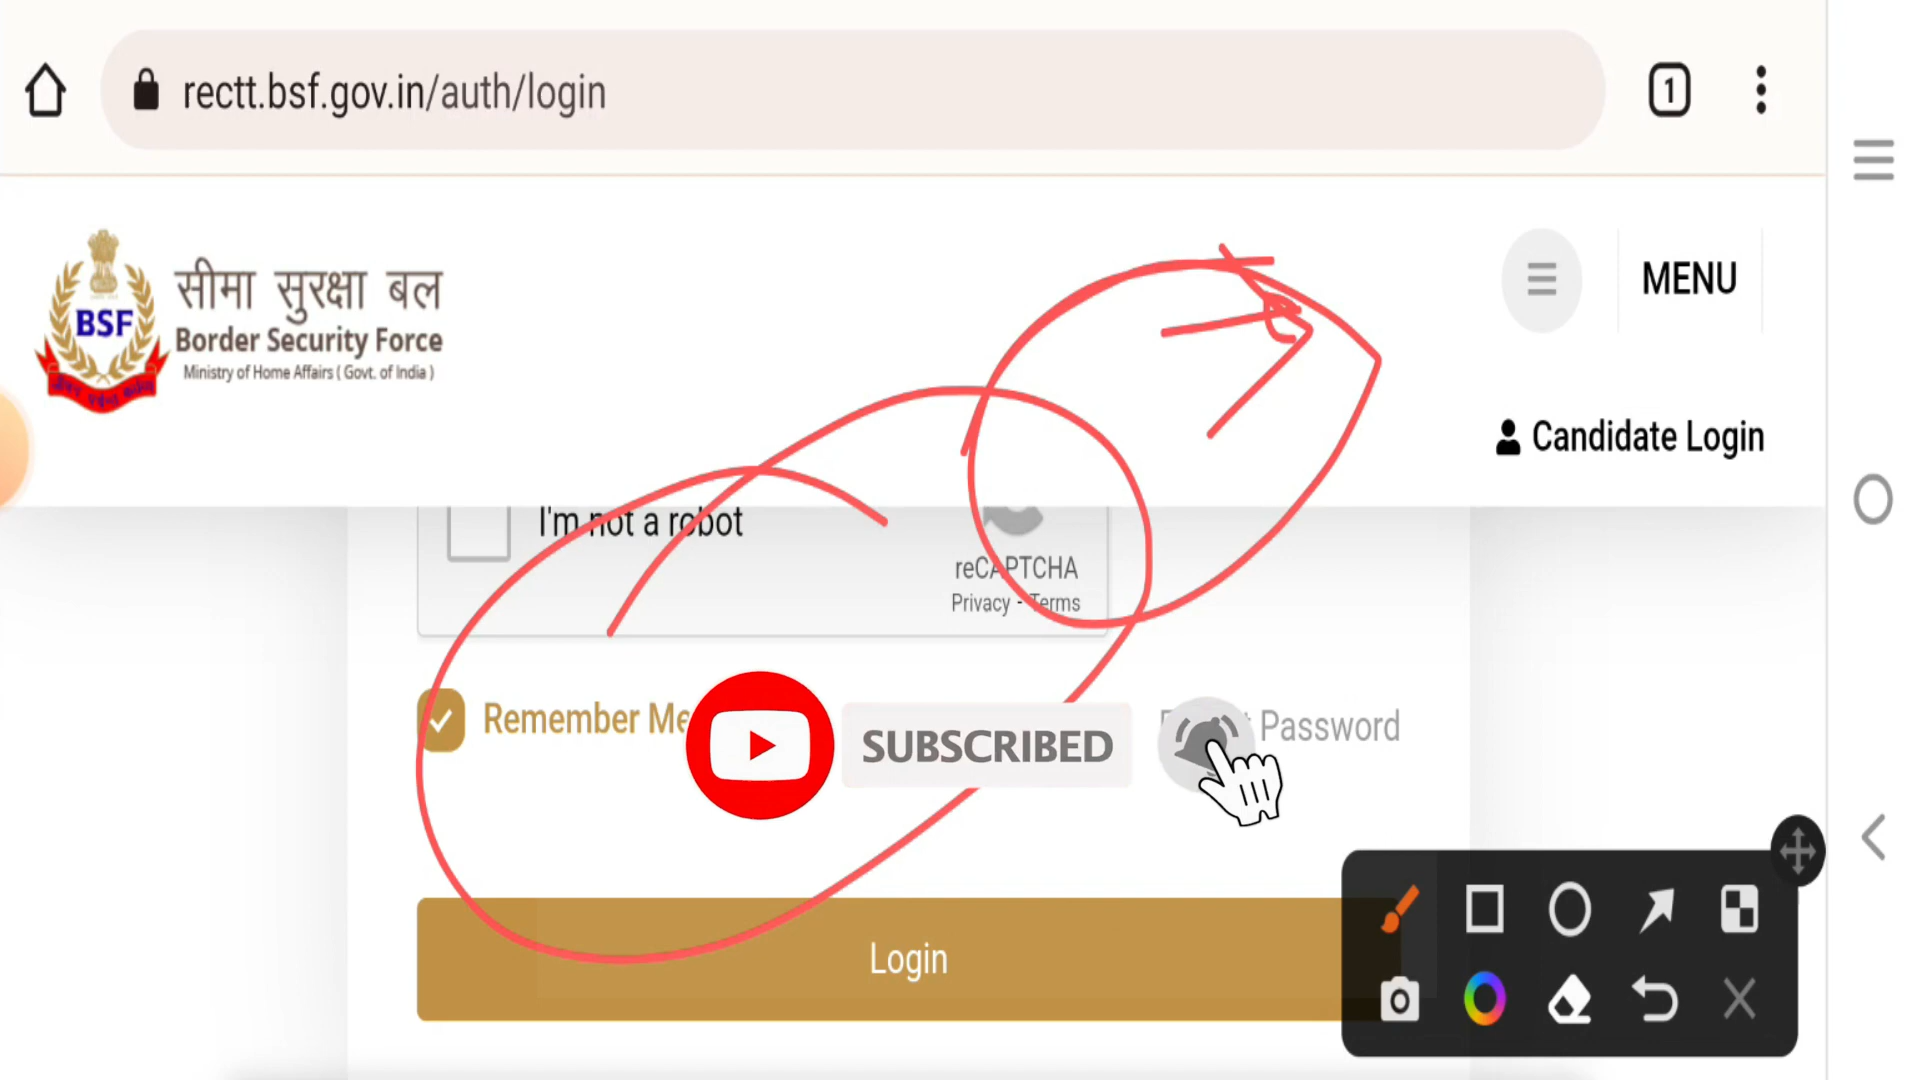 rectt.bsf.gov.in/auth/login
1
सीमा सुरक्षा बल
BSF
Border Security Force
Ministry of Home Affairs ( Govt. of India )
MENU
Candidate Login
I'm not a robot
reCAPTCHA
Privacy - Terms
Remember Me
SUBSCRIBED
Password
Login